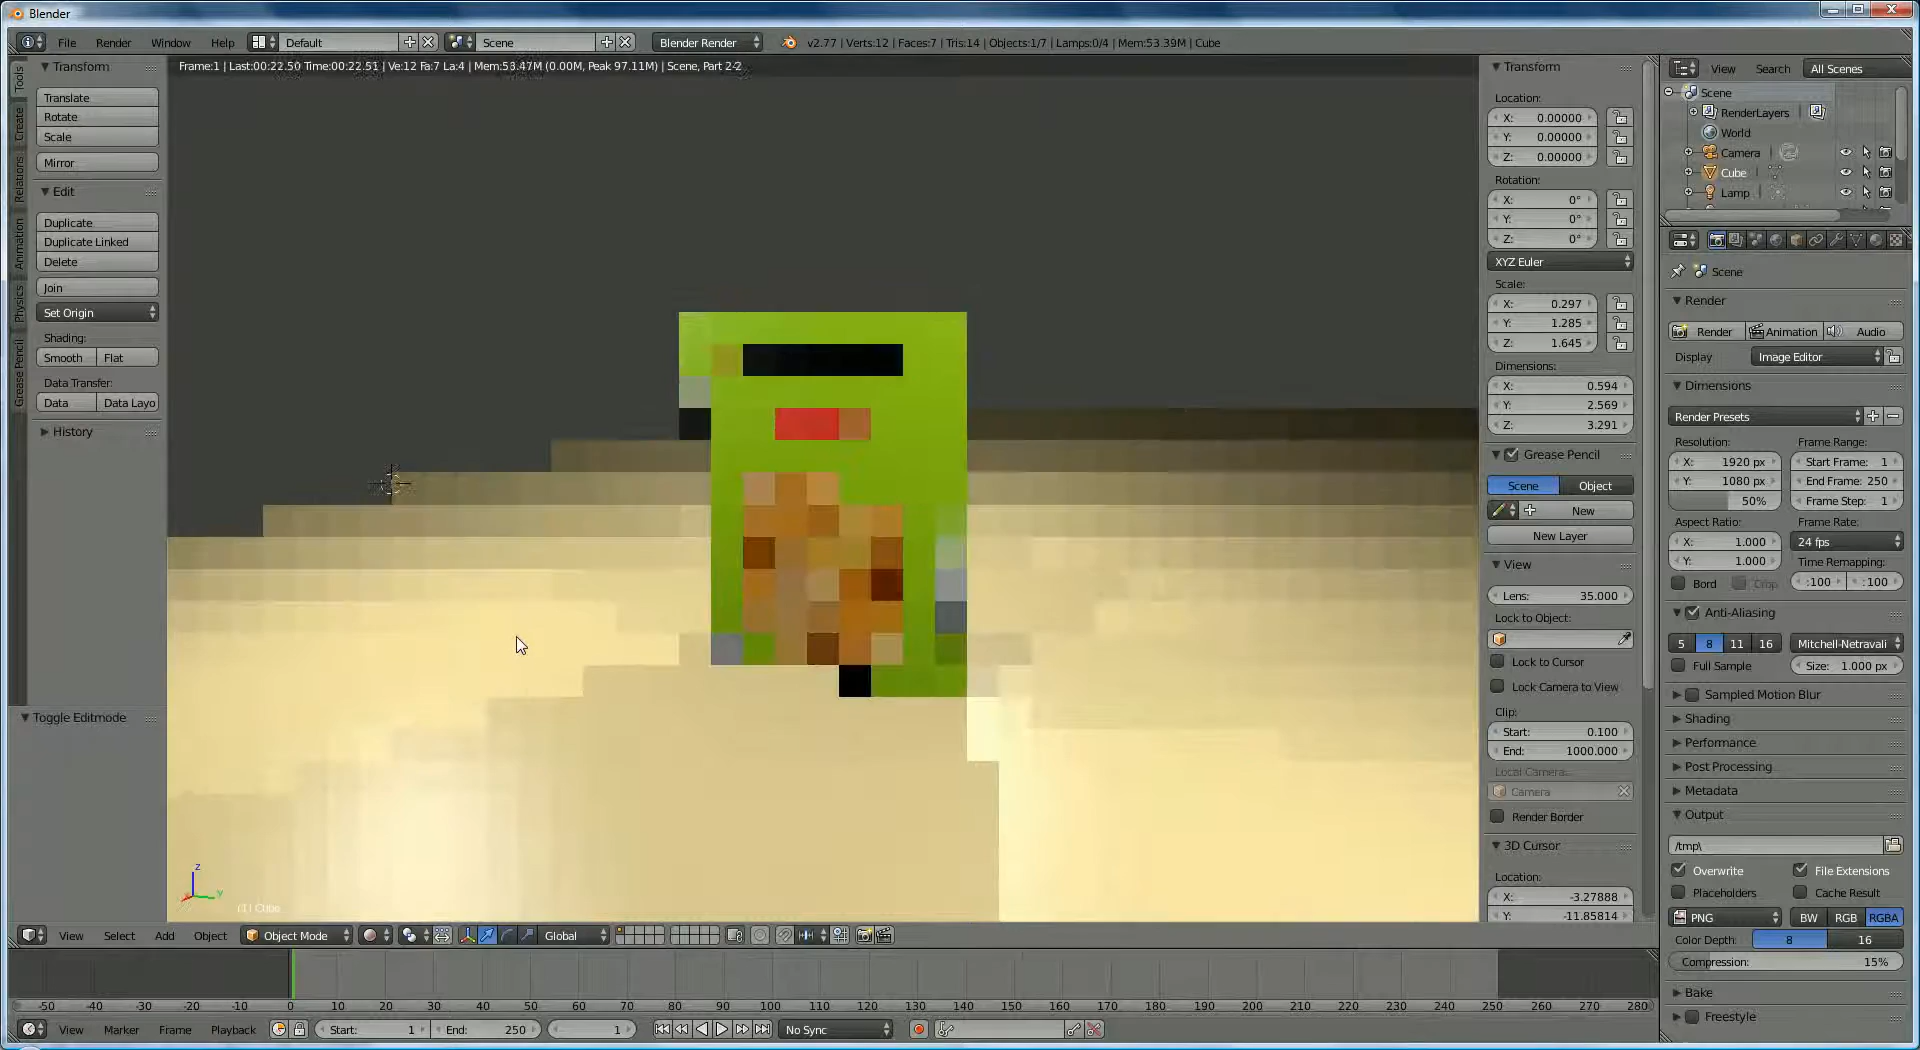 Blender
File Render Window Help Default Scene Blender Render v2.77 | Verts:12 | Faces:7 | Tris:14 | Objects:1/7 | Lamps:0/4 | Mem:53.39M | Cube
Frame:1 | Last:00:22.50 Time:00:22.51 | Ve:12 Fa:7 La:4 | Mem:53.47M (0.00M, Peak 97.11M) | Scene, Part 2-2
Tools
Create
Relations
Animation
Physics
Grease Pencil
Transform
Translate
Rotate
Scale
Mirror
Edit
Duplicate
Duplicate Linked
Delete
Join
Set Origin
Shading:
Smooth Flat
Data Transfer:
Data Data Layo
History
Toggle Editmode
z
y
(1) Cube
Transform
Location:
X: 0.00000
Y: 0.00000
Z: 0.00000
Rotation:
X: 0°
Y: 0°
Z: 0°
XYZ Euler
Scale:
X: 0.297
Y: 1.285
Z: 1.645
Dimensions:
X: 0.594
Y: 2.569
Z: 3.291
Grease Pencil
Scene Object
New
New Layer
View
Lens: 35.000
Lock to Object:
Lock to Cursor
Lock Camera to View
Clip:
Start: 0.100
End: 1000.000
Local Camera:
Camera
Render Border
3D Cursor
Location:
X: -3.27888
Y: -11.85814
View Search All Scenes
Scene
RenderLayers
World
Camera
Cube
Lamp
Scene
Render
Render Animation Audio
Display Image Editor
Dimensions
Render Presets
Resolution: Frame Range:
X: 1920 px Start Frame: 1
Y: 1080 px End Frame: 250
50% Frame Step: 1
Aspect Ratio: Frame Rate:
X: 1.000 24 fps
Y: 1.000 Time Remapping:
Bord Crop :100 :100
Anti-Aliasing
5 8 11 16 Mitchell-Netravali
Full Sample Size: 1.000 px
Sampled Motion Blur
Shading
Performance
Post Processing
Metadata
Output
/tmp\
Overwrite File Extensions
Placeholders Cache Result
PNG BW RGB RGBA
Color Depth: 8 16
Compression: 15%
Bake
Freestyle
View Select Add Object Object Mode Global
-50 -40 -30 -20 -10 0 10 20 30 40 50 60 70 80 90 100 110 120 130 140 150 160 170 180 190 200 210 220 230 240 250 260 270 280
View Marker Frame Playback Start: 1 End: 250 1 No Sync